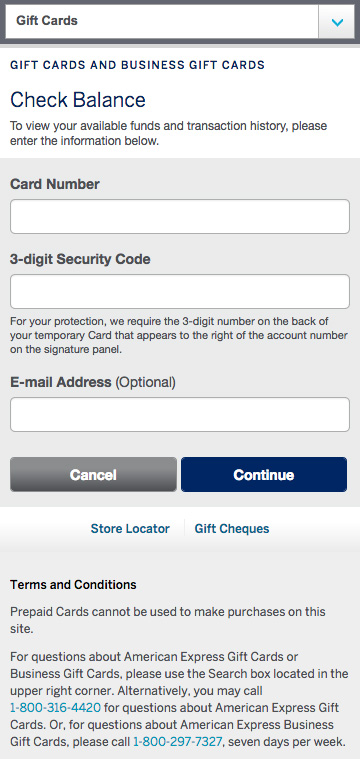 Gift Cards
GIFT CARDS AND BUSINESS GIFT CARDS
Check Balance
To view your available funds and transaction history, please
enter the information below.
Card Number
3-digit Security Code
For your protection, we require the 3-digit number on the back of
your temporary Card that appears to the right of the account number
on the signature panel.
E-mail Address (Optional)
Cancel Continue
Store Locator Gift Cheques
Terms and Conditions
Prepaid Cards cannot be used to make purchases on this
site.
For questions about American Express Gift Cards or
Business Gift Cards, please use the Search box located in the
upper right corner. Alternatively, you may call
1-800-316-4420 for questions about American Express Gift
Cards. Or, for questions about American Express Business
Gift Cards, please call 1-800-297-7327, seven days per week.